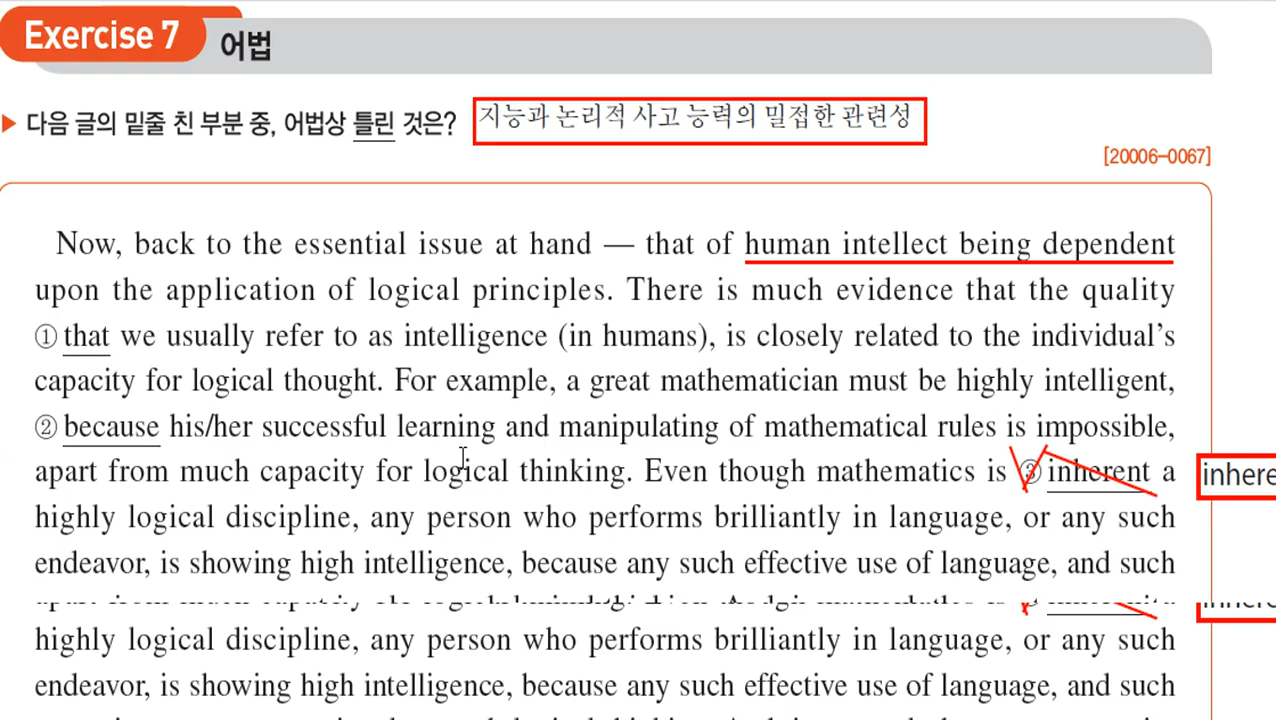 Exercise 7 어법
다음 글의 밑줄 친 부분 중, 어법상 틀린 것은? 지능과 논리적 사고 능력의 밀접한 관련성
[20006-0067]
Now, back to the essential issue at hand — that of human intellect being dependent
upon the application of logical principles. There is much evidence that the quality
① that we usually refer to as intelligence (in humans), is closely related to the individual's
capacity for logical thought. For example, a great mathematician must be highly intelligent,
② because his/her successful learning and manipulating of mathematical rules is impossible,
apart from much capacity for logical thinking. Even though mathematics is ③ inherent a
inhere
highly logical discipline, any person who performs brilliantly in language, or any such
endeavor, is showing high intelligence, because any such effective use of language, and such
highly logical discipline, any person who performs brilliantly in language, or any such
endeavor, is showing high intelligence, because any such effective use of language, and such